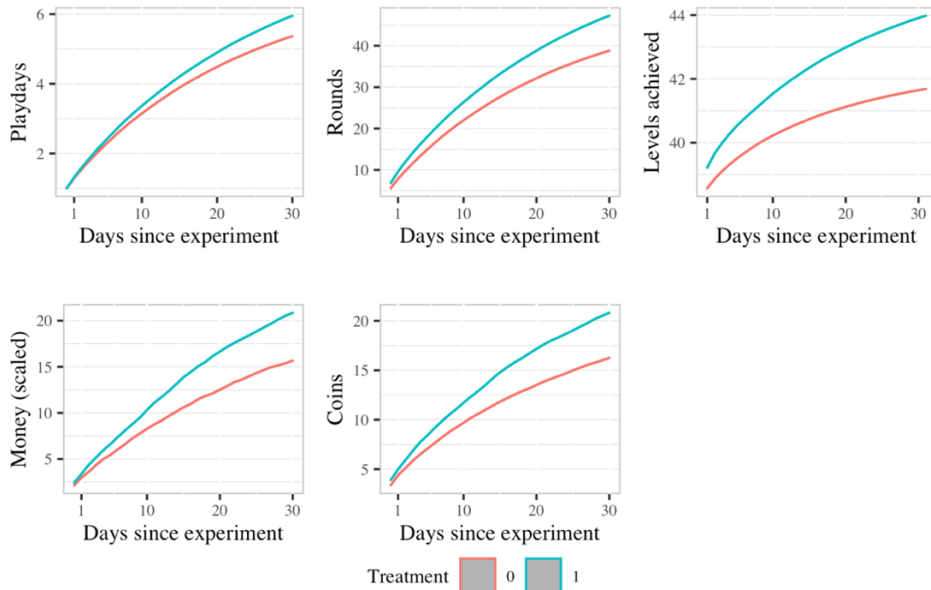 Playdays
6
4
2
1 10 20 30
Days since experiment
Rounds
40
30
20
10
1 10 20 30
Days since experiment
Levels achieved
44
42
40
1 10 20 30
Days since experiment
Money (scaled)
20
15
10
5
1 10 20 30
Days since experiment
Coins
20
15
10
5
1 10 20 30
Days since experiment
Treatment 0 1